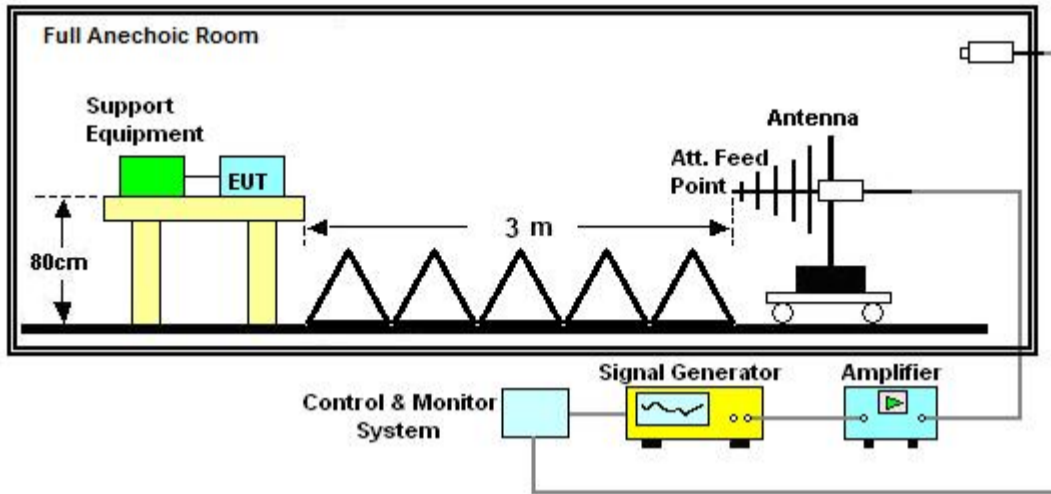 Full Anechoic Room
Support
Equipment
EUT
80cm
3 m
Att. Feed
Point
Antenna
Control & Monitor
System
Signal Generator
Amplifier